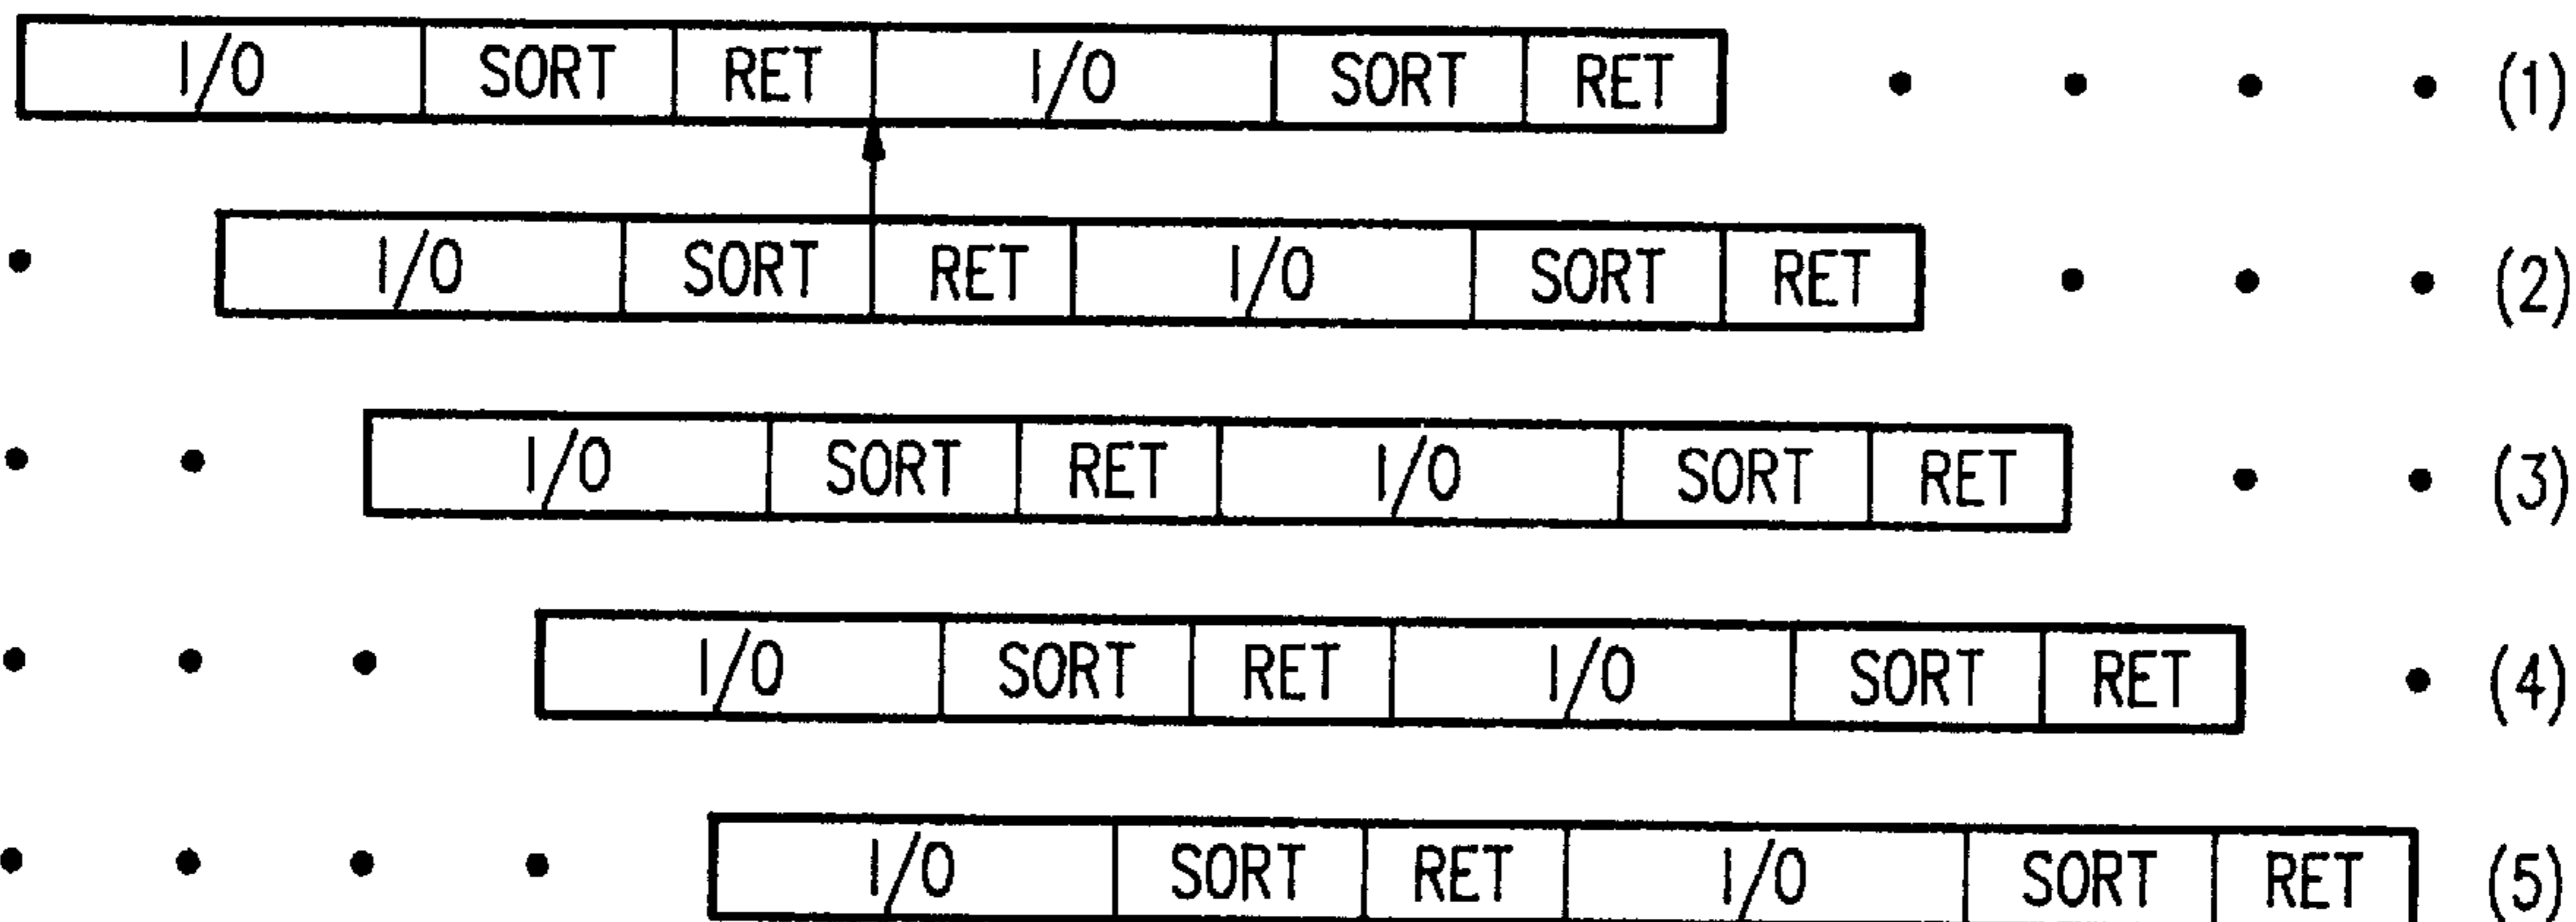 I/O SORT RET I/O SORT RET (1)
I/O SORT RET I/O SORT RET (2)
I/O SORT RET I/O SORT RET (3)
I/O SORT RET I/O SORT RET (4)
I/O SORT RET I/O SORT RET (5)